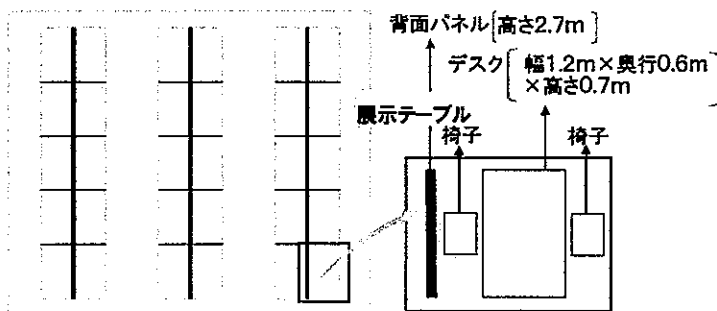 背面パネル[高さ2.7m]
デスク[幅1.2m×奥行0.6m
×高さ0.7m]
展示テーブル
椅子
椅子